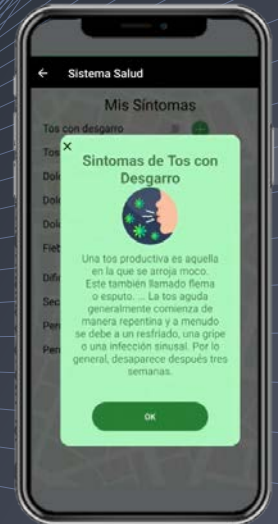 Sistema Salud
Mis Síntomas
Tos con desgarro
Sintomas de Tos con
Desgarro
Una tos productiva es aquella
en la que se arroja moco.
Este también llamado flema
o esputo. ... La tos aguda
generalmente comienza de
manera repentina y a menudo
se debe a un resfriado, una gripe
o una infección sinusal. Por lo
general, desaparece después tres
semanas.
OK